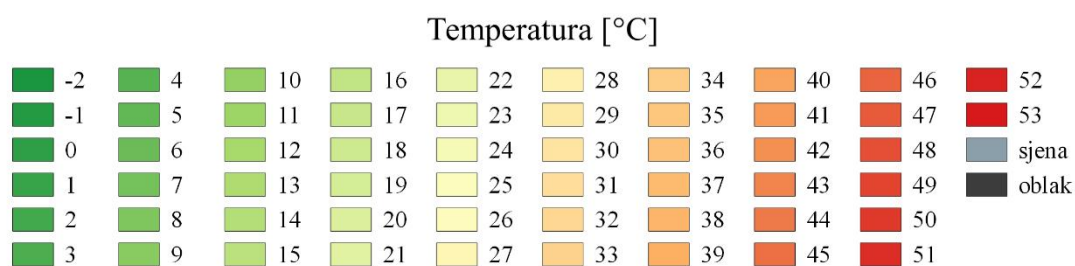 Temperatura [°C]
-2 4 10 16 22 28 34 40 46 52
-1 5 11 17 23 29 35 41 47 53
0 6 12 18 24 30 36 42 48 sjena
1 7 13 19 25 31 37 43 49 oblak
2 8 14 20 26 32 38 44 50
3 9 15 21 27 33 39 45 51